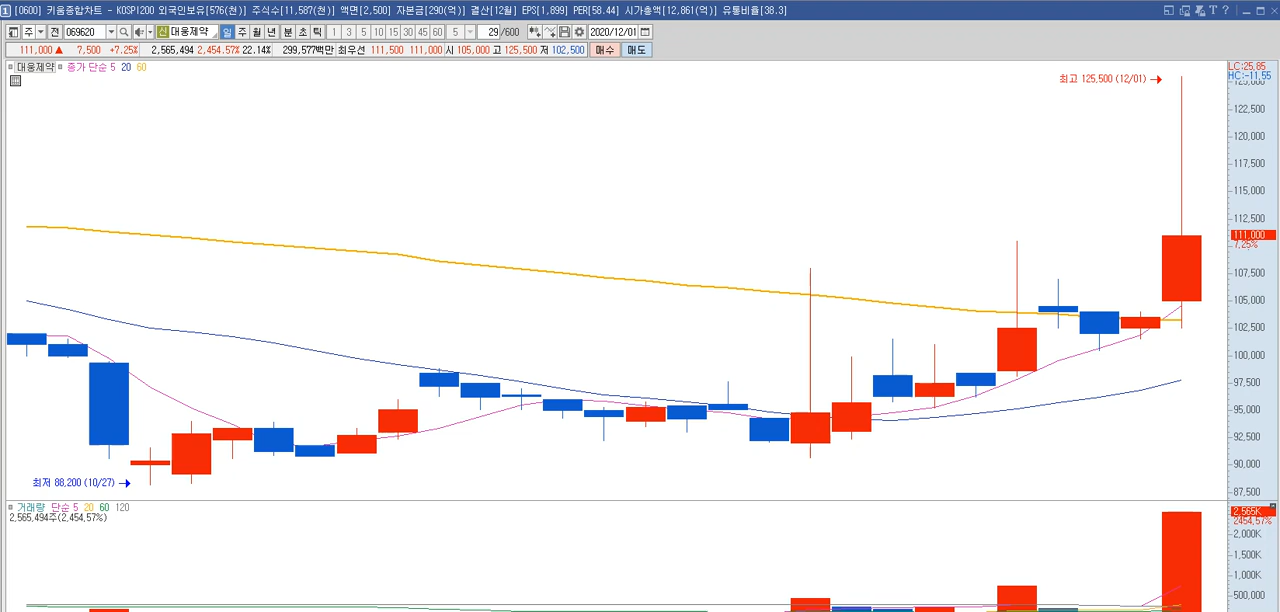 1 [0600] 키움종합차트 - KOSPI200 외국인보유[576(천)] 주식수[11,587(천)] 액면[2,500] 자본금[290(억)] 결산[12월] EPS[1,899] PER[58.44] 시가총액[12,861(억)] 유통비율[38.3] T ?
주 전 069620 신 대웅제약 일 주 월 년 분 초 틱 1 3 5 10 15 30 45 60 5 29 /600 2020/12/01
111,000 ▲ 7,500 +7.25% 2,565,494 2,454.57% 22.14% 299,577백만 최우선 111,500 111,000 시 105,000 고 125,500 저 102,500 매수 매도
대웅제약 종가 단순 5 20 60
LC:25.85
HC:-11.55
최고 125,500 (12/01)
125,000
122,500
120,000
117,500
115,000
112,500
111,000
7.25%
107,500
105,000
102,500
100,000
97,500
95,000
92,500
90,000
87,500
최저 88,200 (10/27)
거래량 단순 5 20 60 120
2,565,494주(2,454.57%)
2,565K
2454.57%
2,000K
1,500K
1,000K
500,000